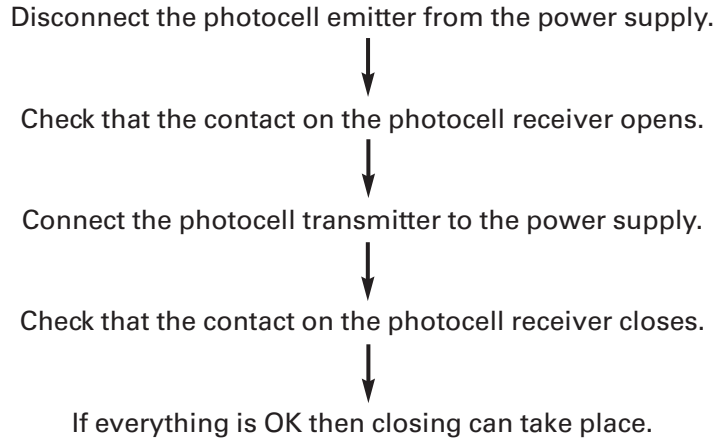 Disconnect the photocell emitter from the power supply.
Check that the contact on the photocell receiver opens.
Connect the photocell transmitter to the power supply.
Check that the contact on the photocell receiver closes.
If everything is OK then closing can take place.